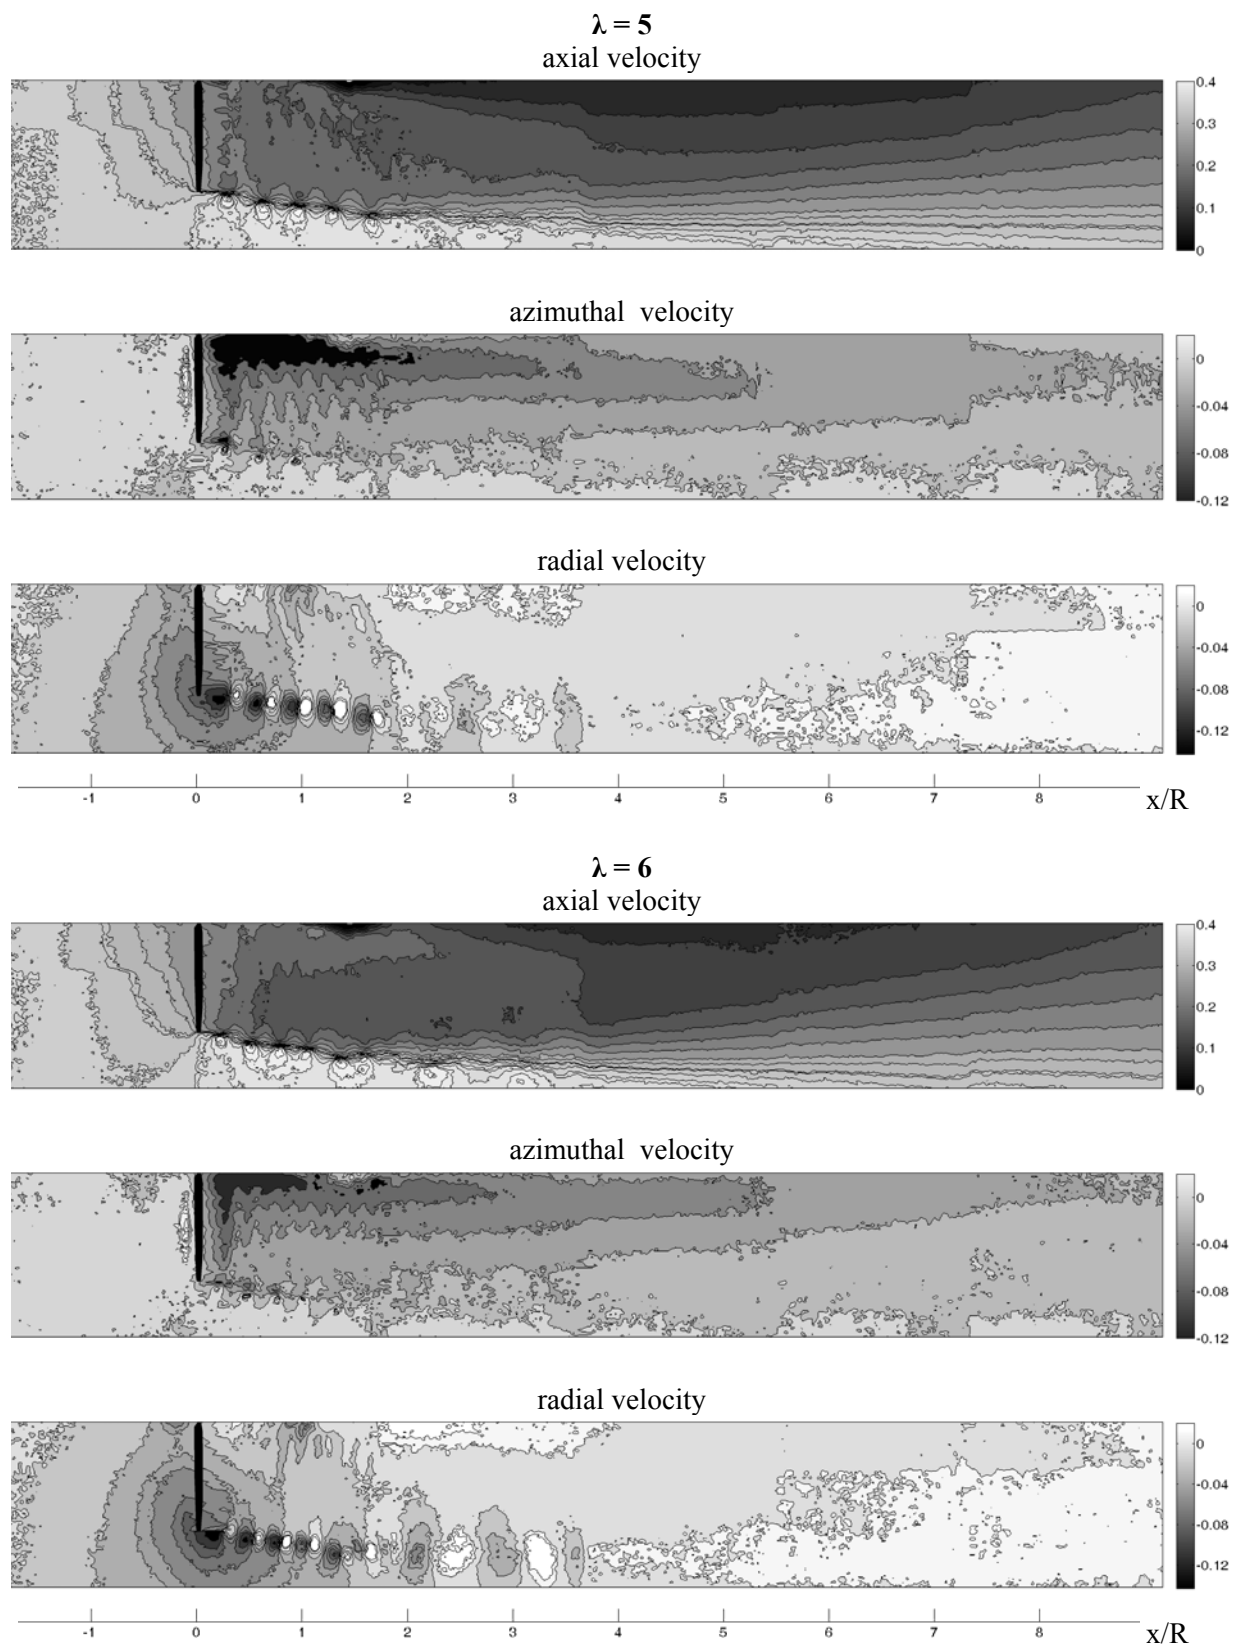 λ = 5
axial velocity
0.4
0.3
0.2
0.1
0
azimuthal velocity
0
-0.04
-0.08
-0.12
radial velocity
0
-0.04
-0.08
-0.12
-1 0 1 2 3 4 5 6 7 8 x/R
λ = 6
axial velocity
0.4
0.3
0.2
0.1
0
azimuthal velocity
0
-0.04
-0.08
-0.12
radial velocity
0
-0.04
-0.08
-0.12
-1 0 1 2 3 4 5 6 7 8 x/R